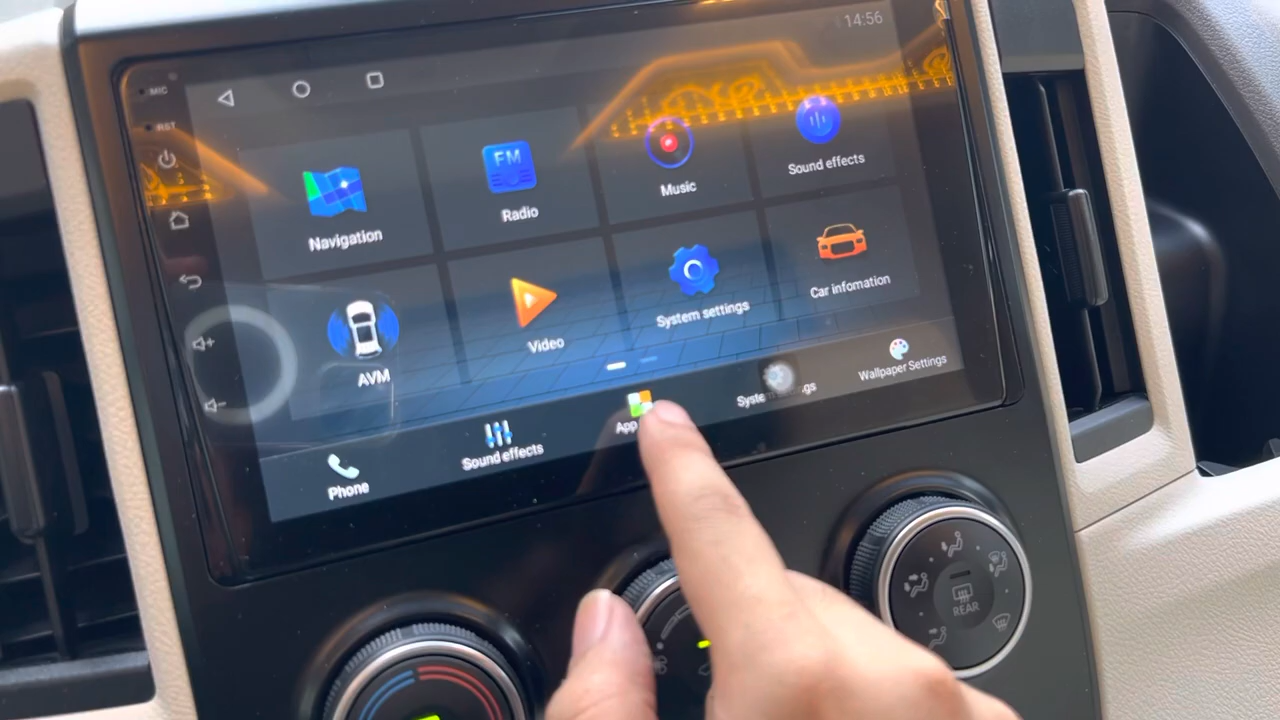 14:56
MIC
RST
Navigation
FM
Radio
Music
Sound effects
AVM
Video
System settings
Car infomation
Phone
Sound effects
App
Wallpaper Settings
REAR